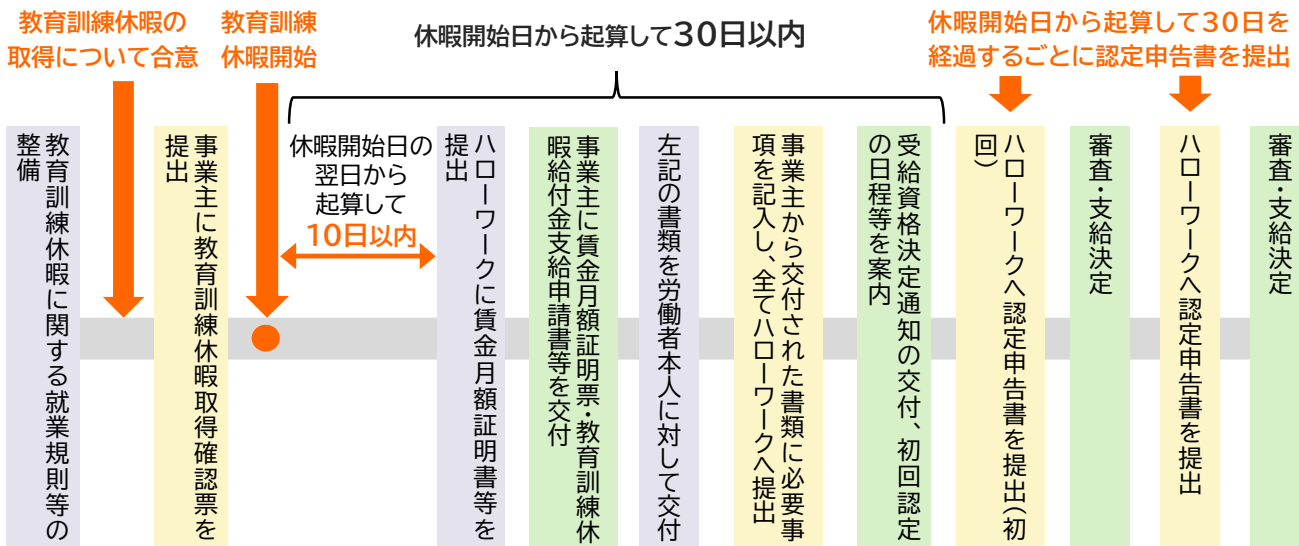 教育訓練休暇の
取得について合意
教育訓練
休暇開始
休暇開始日から起算して30日以内
休暇開始日から起算して30日を
経過するごとに認定申告書を提出
教育訓練休暇に関する就業規則等の
整備
事業主に教育訓練休暇取得確認票を
提出
休暇開始日の
翌日から
起算して
10日以内
ハローワークに賃金月額証明書等を
提出
事業主に賃金月額証明票・教育訓練休
暇給付金支給申請書等を交付
左記の書類を労働者本人に対して交付
事業主から交付された書類に必要事
項を記入し、全てハローワークへ提出
受給資格決定通知の交付、初回認定
の日程等を案内
ハローワークへ認定申告書を提出(初
回)
審査・支給決定
ハローワークへ認定申告書を提出
審査・支給決定